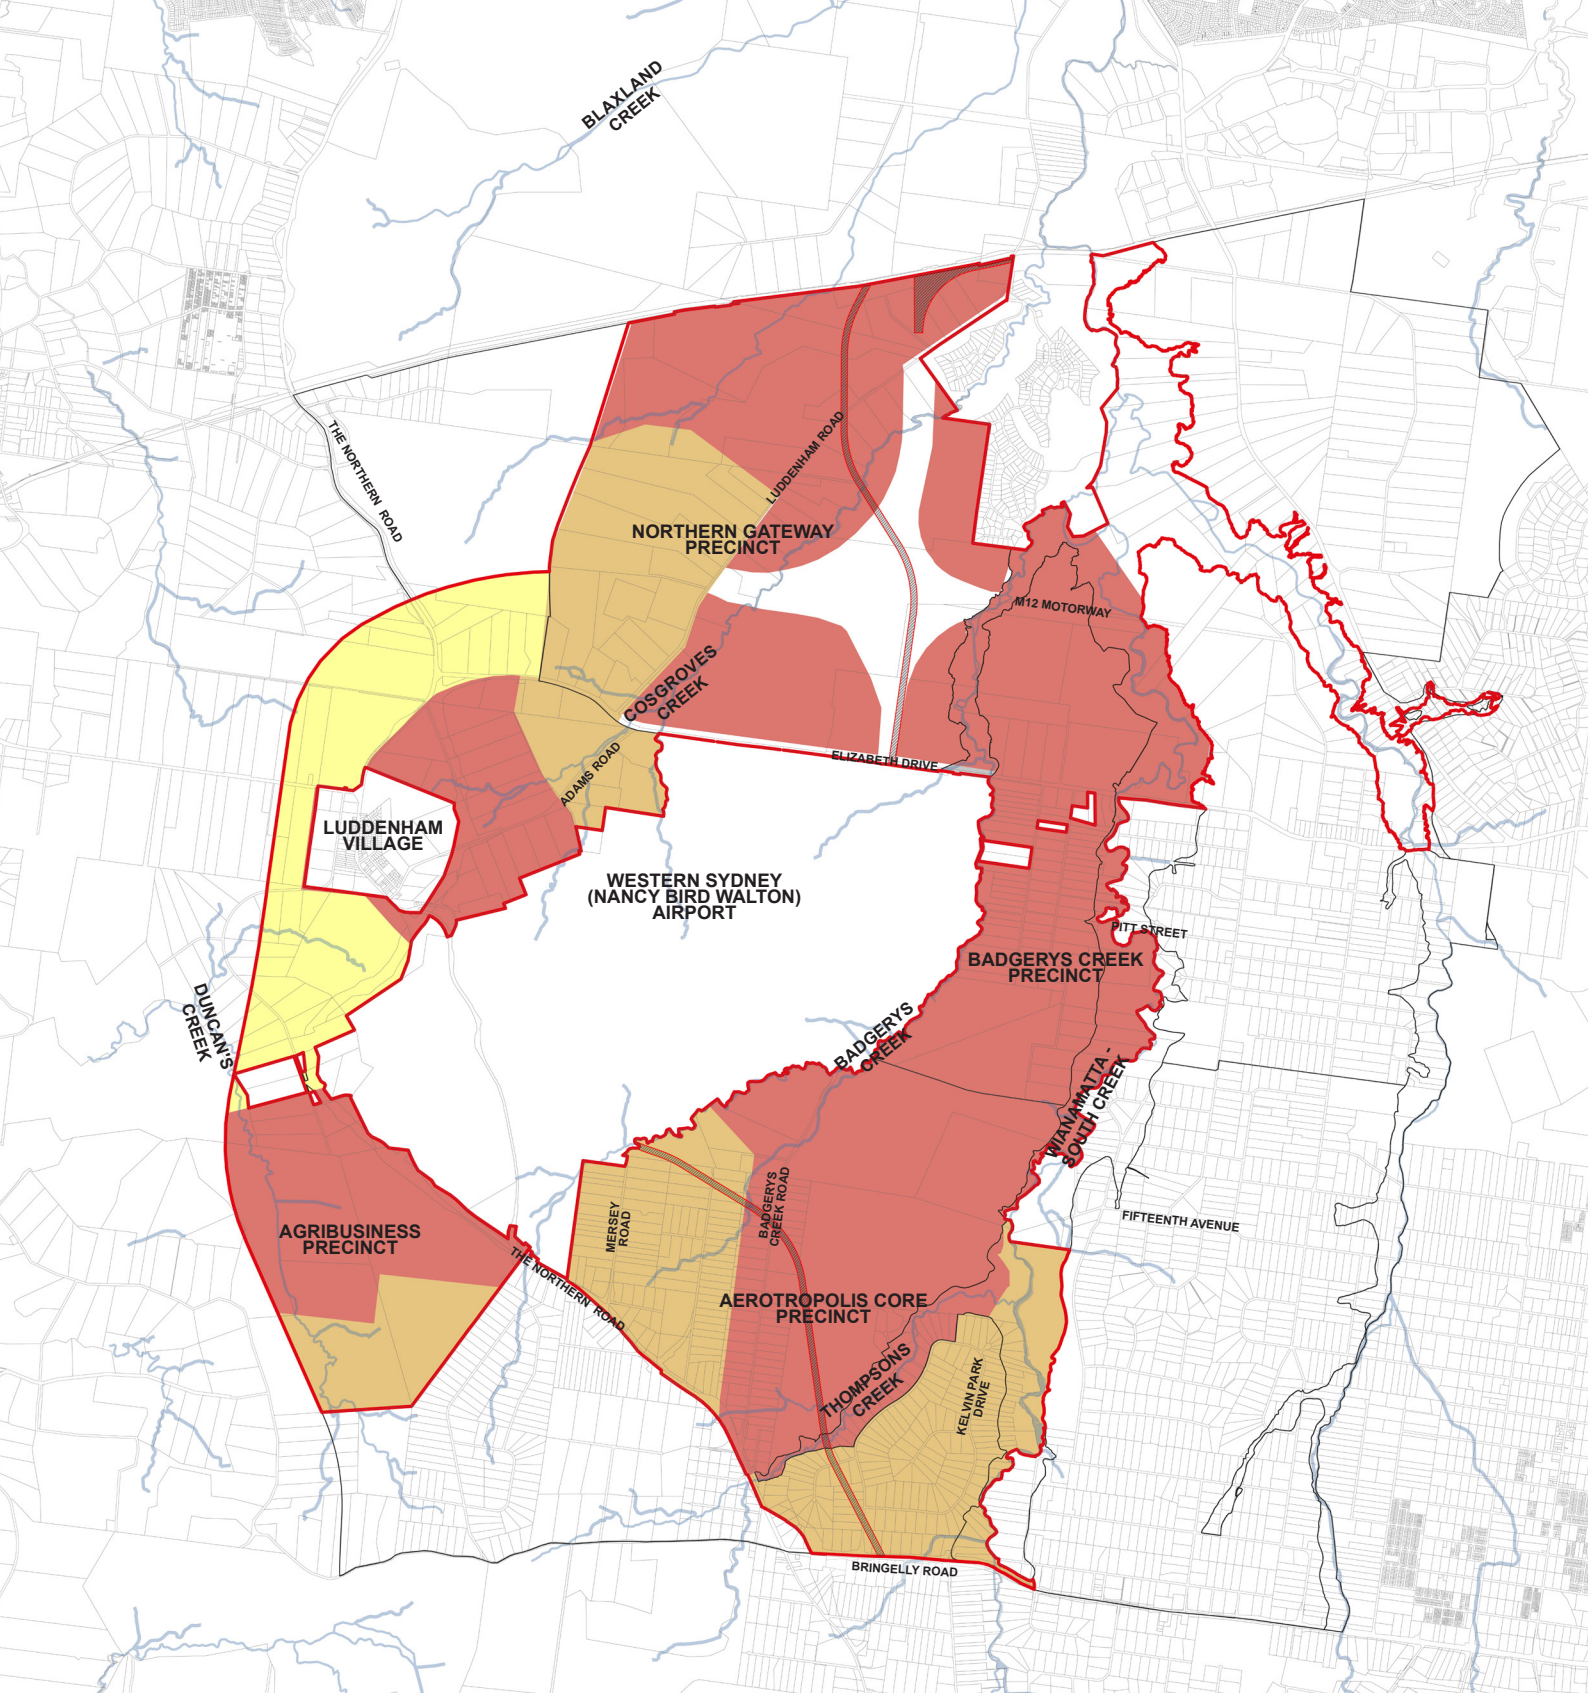 BLAXLAND
CREEK
THE NORTHERN ROAD
LUDDENHAM ROAD
NORTHERN GATEWAY
PRECINCT
M12 MOTORWAY
COSGROVES
CREEK
ADAMS ROAD
ELIZABETH DRIVE
LUDDENHAM
VILLAGE
WESTERN SYDNEY
(NANCY BIRD WALTON)
AIRPORT
PITT STREET
BADGERYS CREEK
PRECINCT
DUNCAN'S
CREEK
BADGERYS
CREEK
WIANAMATTA -
SOUTH CREEK
MERSEY
ROAD
BADGERYS
CREEK ROAD
FIFTEENTH AVENUE
AGRIBUSINESS
PRECINCT
THE NORTHERN ROAD
AEROTROPOLIS CORE
PRECINCT
THOMPSONS
CREEK
KELVIN PARK
DRIVE
BRINGELLY ROAD